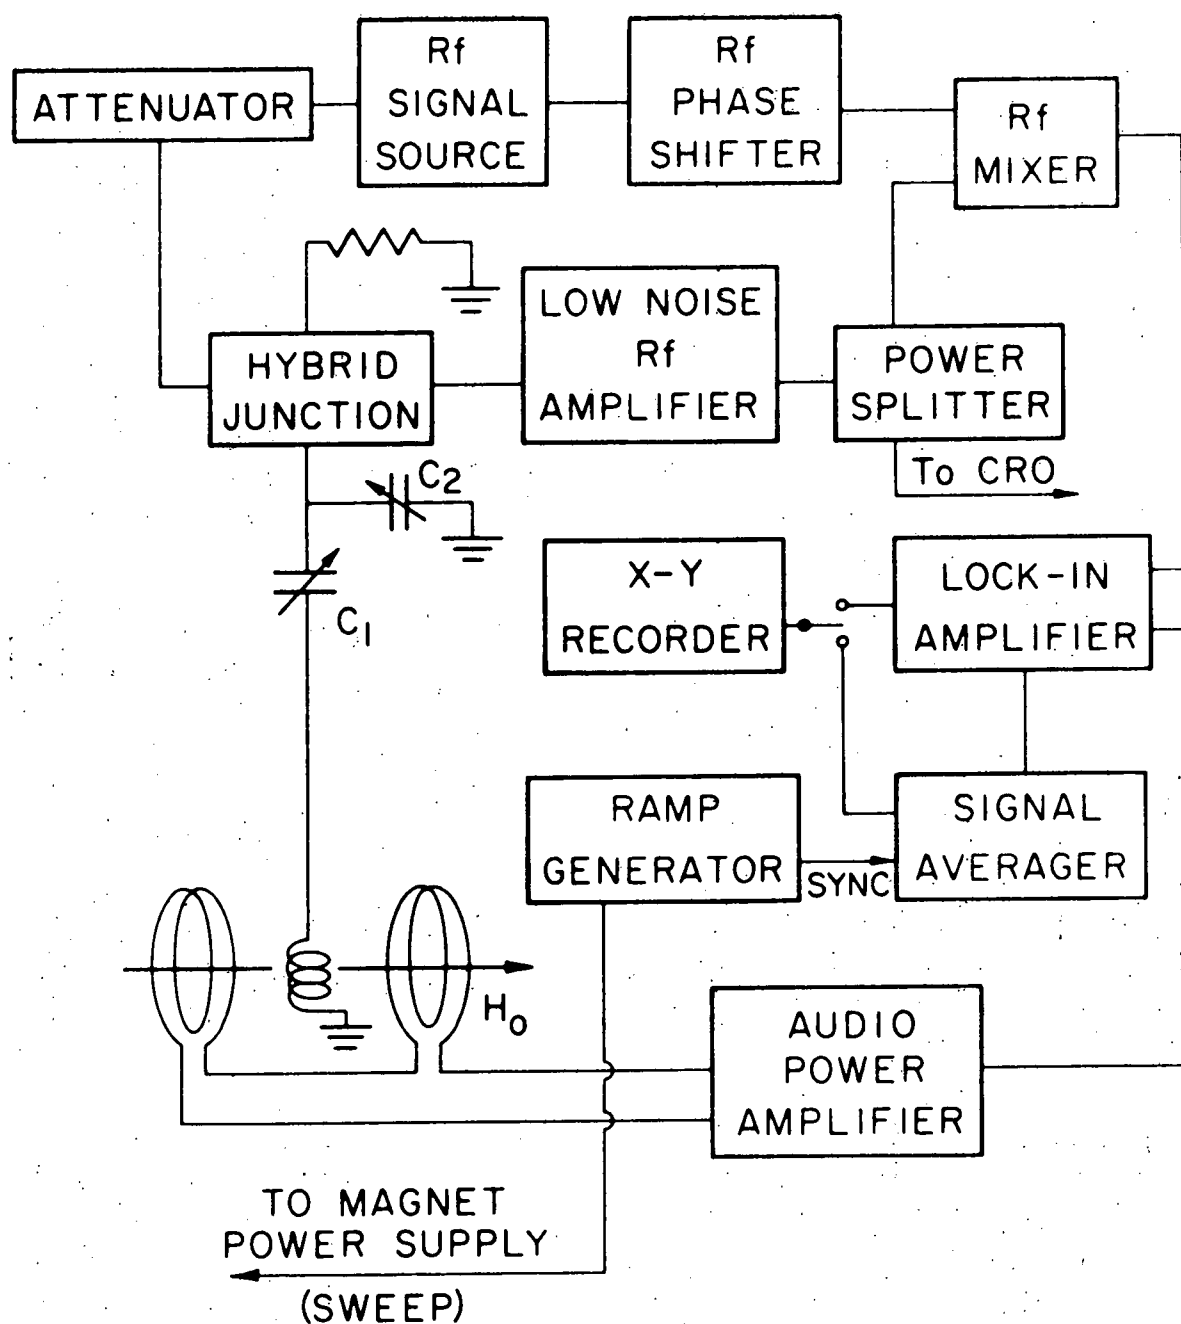 ATTENUATOR
Rf
SIGNAL
SOURCE
Rf
PHASE
SHIFTER
Rf
MIXER
HYBRID
JUNCTION
LOW NOISE
Rf
AMPLIFIER
POWER
SPLITTER
To CRO
C2
C1
X-Y
RECORDER
LOCK-IN
AMPLIFIER
RAMP
GENERATOR
SYNC
SIGNAL
AVERAGER
Ho
AUDIO
POWER
AMPLIFIER
TO MAGNET
POWER SUPPLY
(SWEEP)